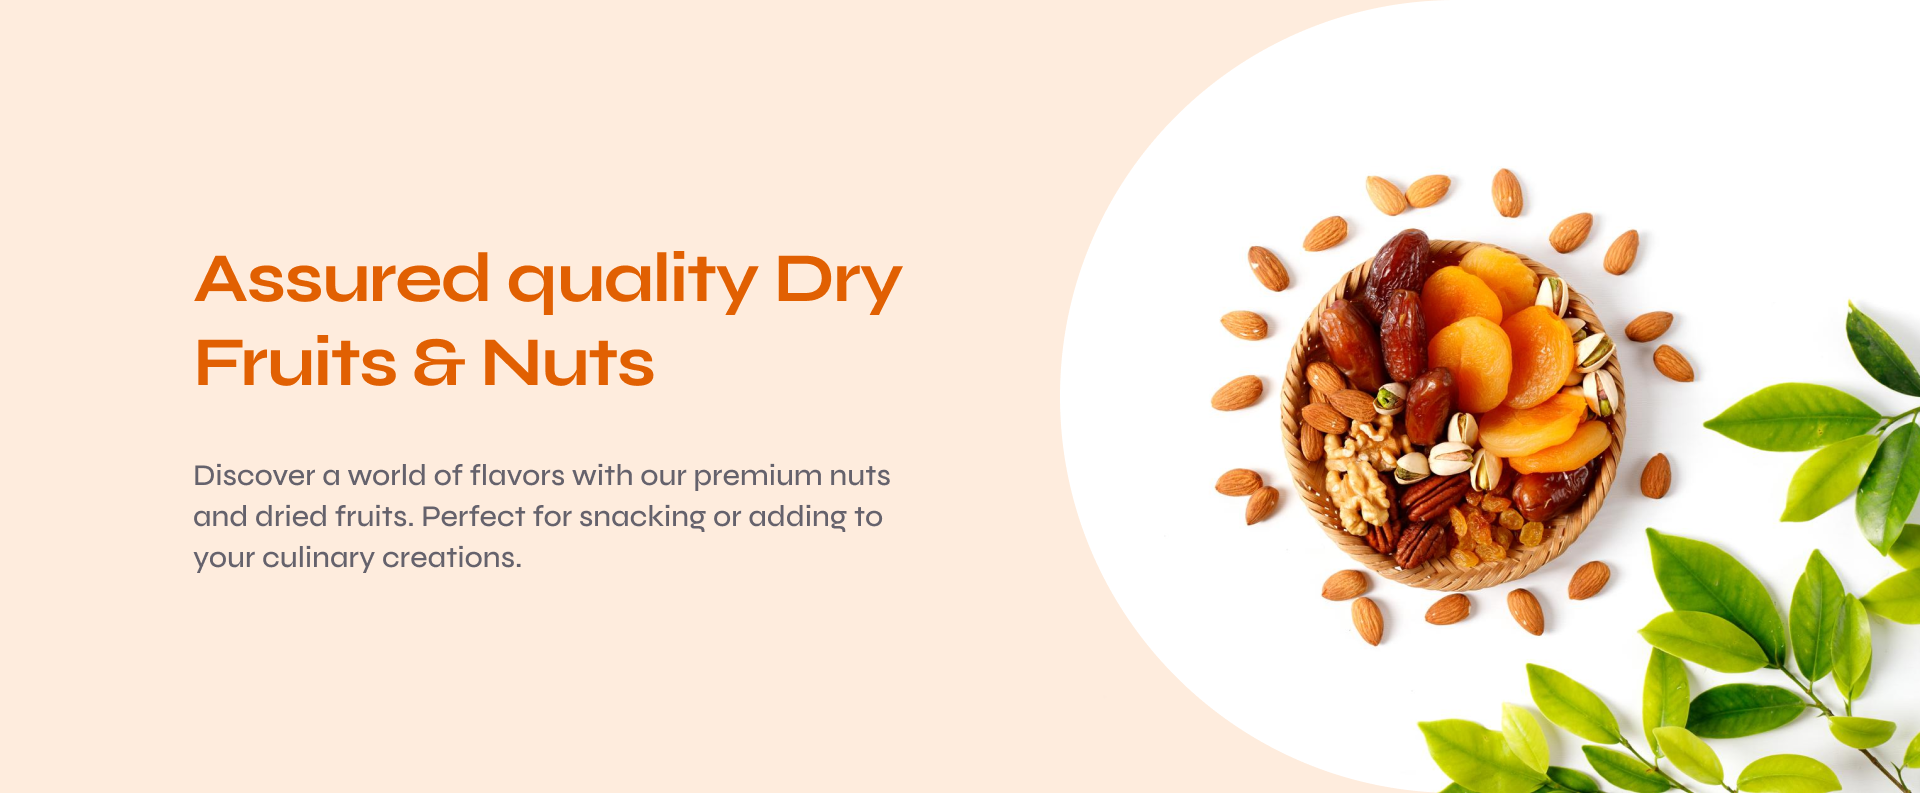 Assured quality Dry
Fruits & Nuts
Discover a world of flavors with our premium nuts
and dried fruits. Perfect for snacking or adding to
your culinary creations.